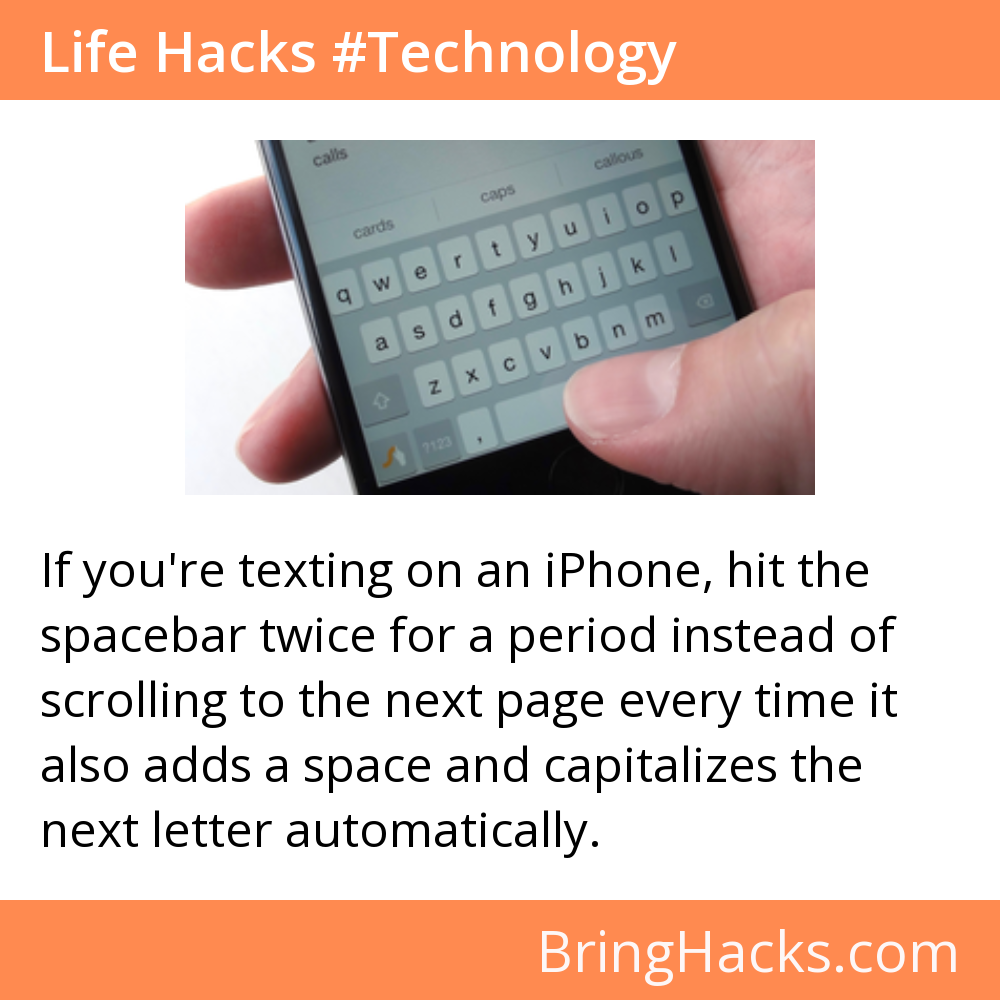 Life Hacks #Technology
calls
cards caps callous
q w e r t y u i o p
a s d f g h j k l
z x c v b n m
?123 ,
If you're texting on an iPhone, hit the
spacebar twice for a period instead of
scrolling to the next page every time it
also adds a space and capitalizes the
next letter automatically.
BringHacks.com